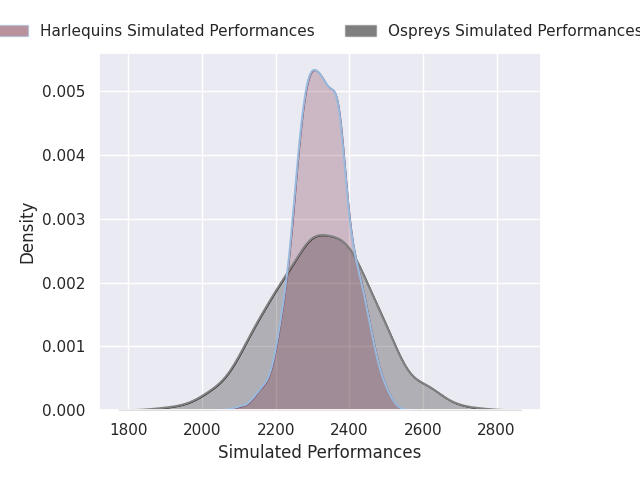 Harlequins Simulated Performances
Ospreys Simulated Performances
0.005
0.004
0.003
0.002
0.001
0.000
Density
1800 2000 2200 2400 2600 2800
Simulated Performances